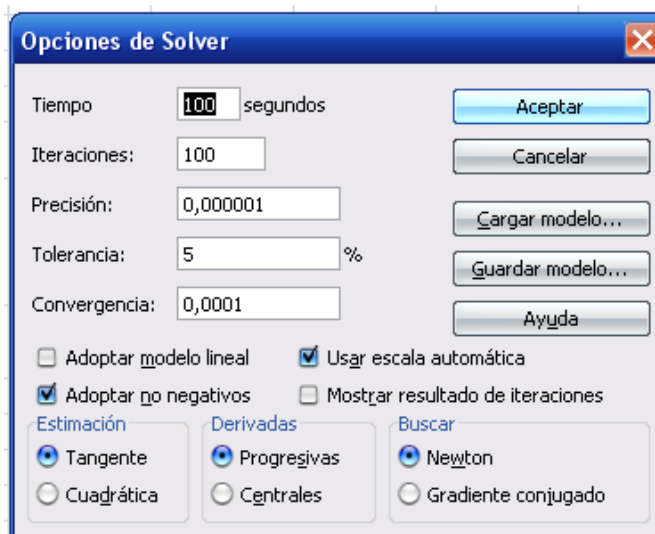 Opciones de Solver
Tiempo 100 segundos Aceptar
Iteraciones: 100 Cancelar
Precisión: 0,000001 Cargar modelo...
Tolerancia: 5 % Guardar modelo...
Convergencia: 0,0001 Ayuda
Adoptar modelo lineal Usar escala automática
Adoptar no negativos Mostrar resultado de iteraciones
Estimación Derivadas Buscar
Tangente Progresivas Newton
Cuadrática Centrales Gradiente conjugado